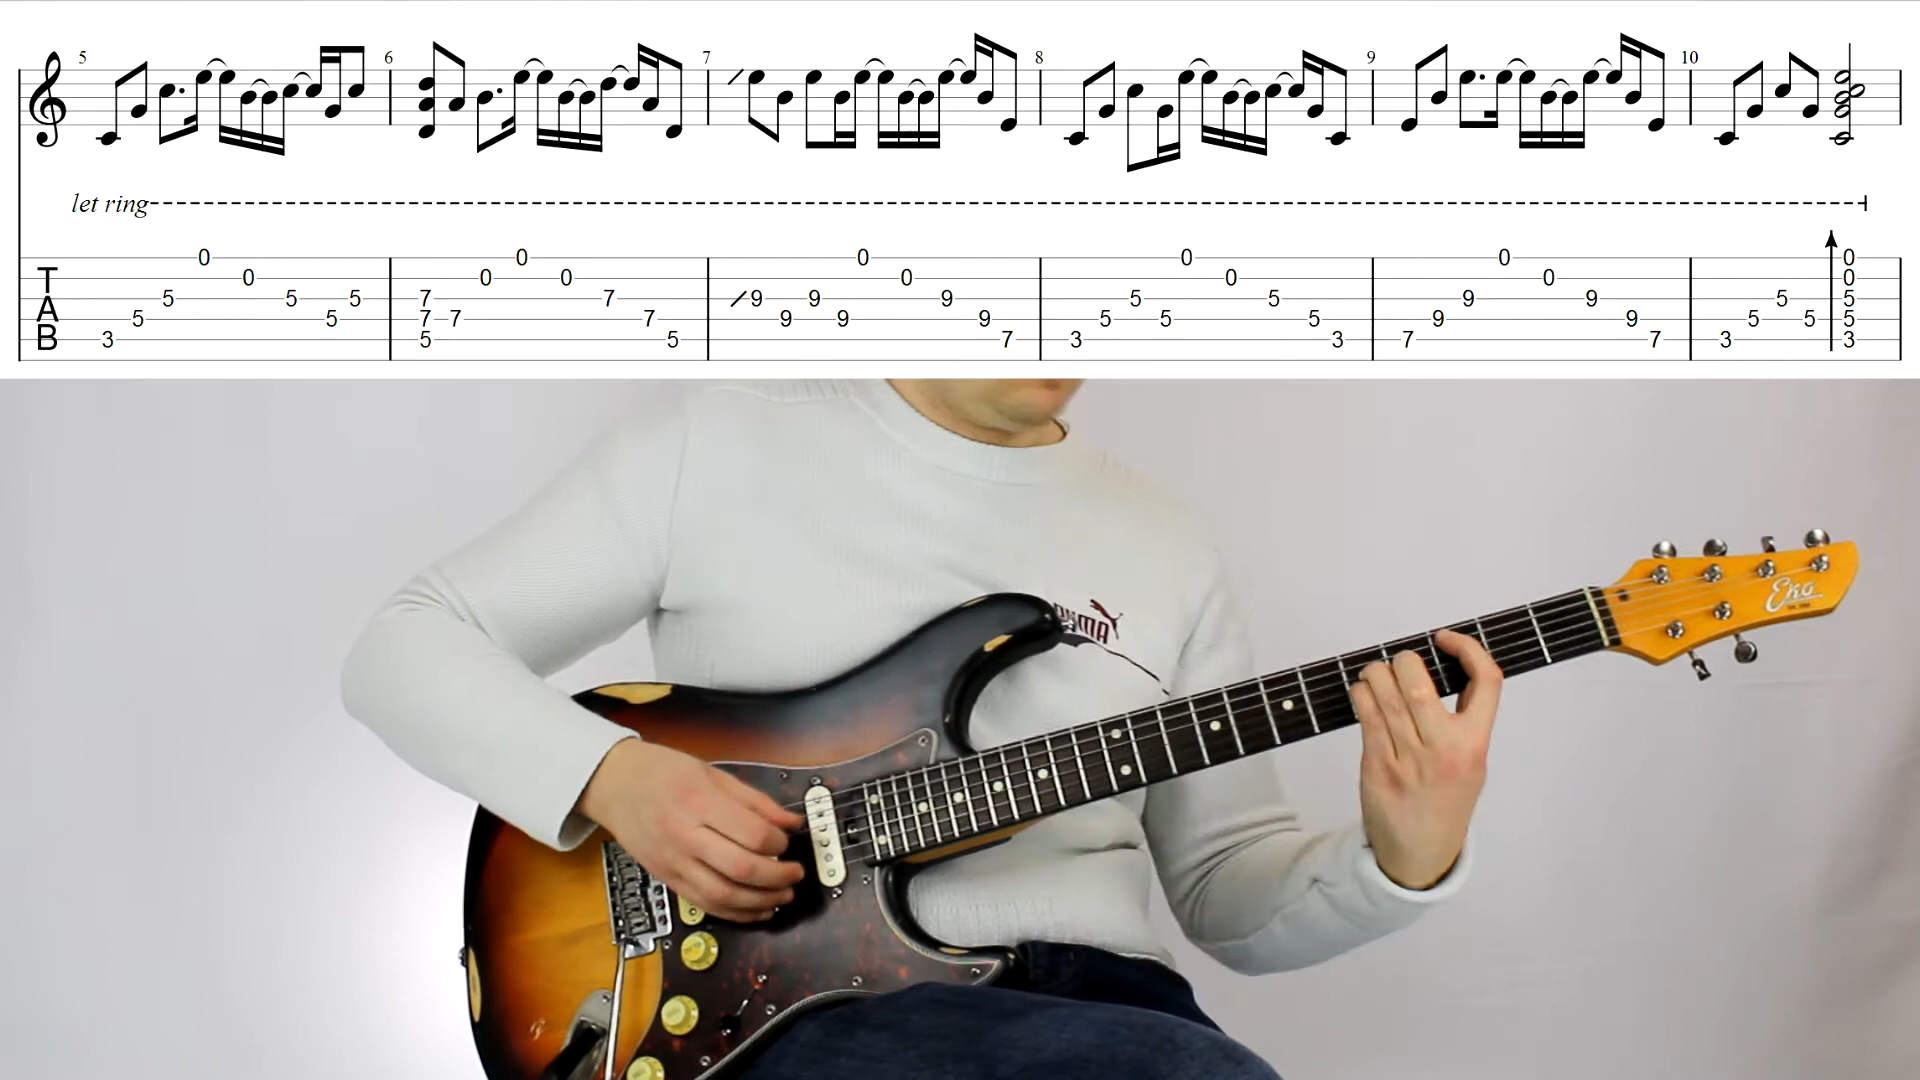 5 6 7 8 9 10
let ring
0 0 0 0 0 0
0 0 0 0 0 0 0
T 5 5 5 7 7 9 9 9 5 5 9 9 5 5
A 5 5 7 7 7 9 9 9 5 5 5 9 9 5 5 5
B 3 5 5 7 3 3 7 7 3 3
PUMA
Eko